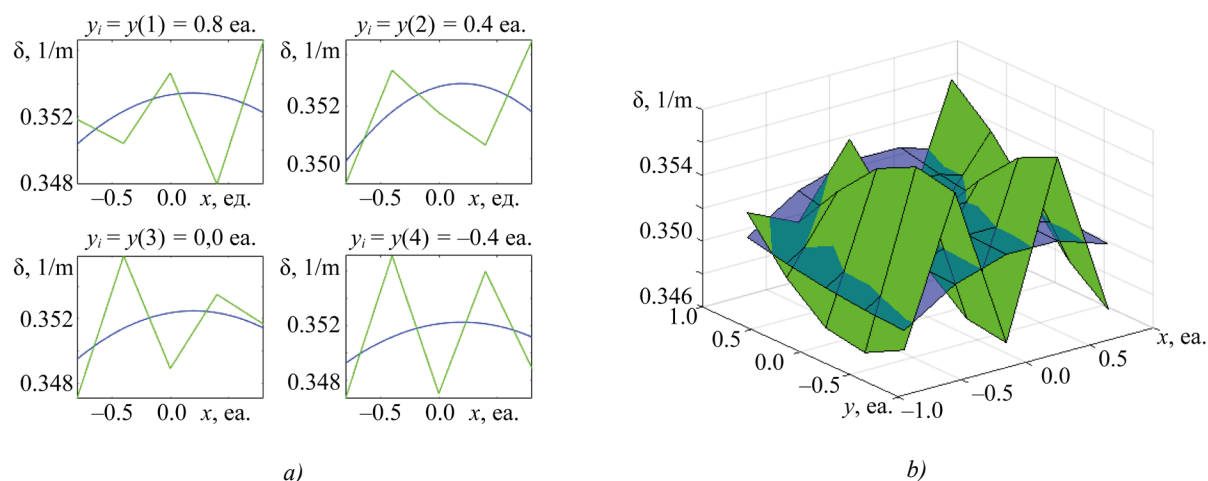 yᵢ = y(1) = 0.8 ea.
δ, 1/m
0.352
0.348
–0.5 0.0 x, ед.
yᵢ = y(2) = 0.4 ea.
δ, 1/m
0.352
0.350
–0.5 0.0 x, ед.
yᵢ = y(3) = 0,0 ea.
δ, 1/m
0.352
0.348
–0.5 0.0 x, ea.
yᵢ = y(4) = –0.4 ea.
δ, 1/m
0.352
0.348
–0.5 0.0 x, ea.
a)
δ, 1/m
0.354
0.350
0.346
1.0
0.5
0.0
–0.5
y, ea.
–1.0
–0.5
0.0
0.5
x, ea.
b)